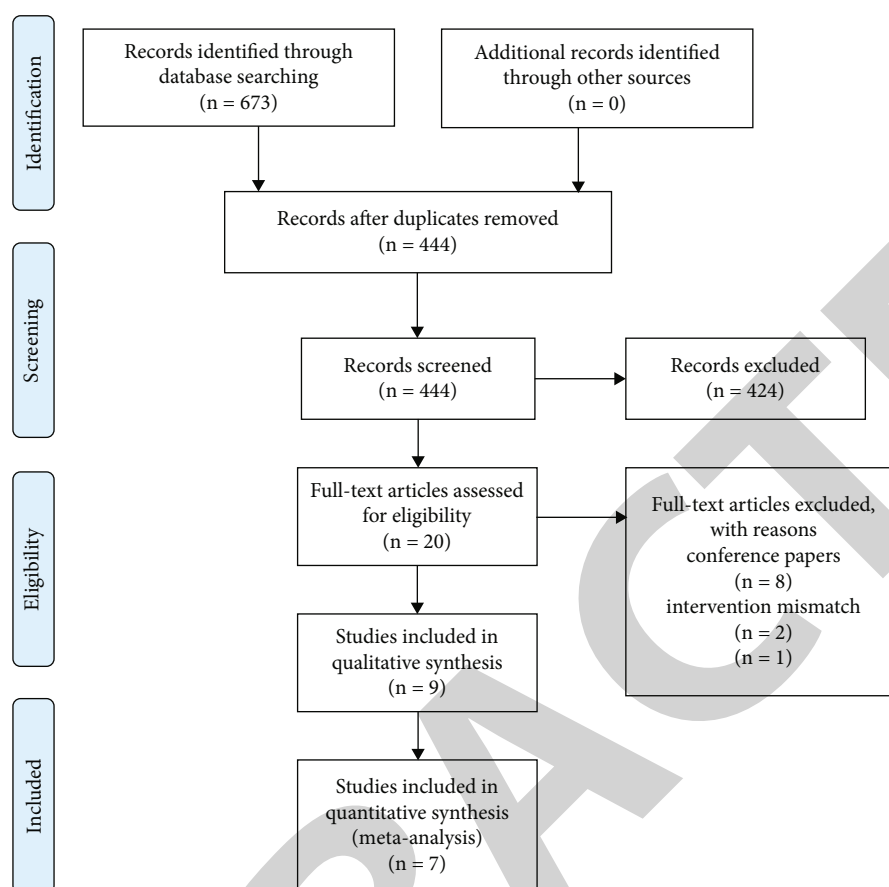 Identification
Records identified through
database searching
(n = 673)
Additional records identified
through other sources
(n = 0)
Records after duplicates removed
(n = 444)
Screening
Records screened
(n = 444)
Records excluded
(n = 424)
Eligibility
Full-text articles assessed
for eligibility
(n = 20)
Full-text articles excluded,
with reasons
conference papers
(n = 8)
intervention mismatch
(n = 2)
(n = 1)
Studies included in
qualitative synthesis
(n = 9)
Included
Studies included in
quantitative synthesis
(meta-analysis)
(n = 7)